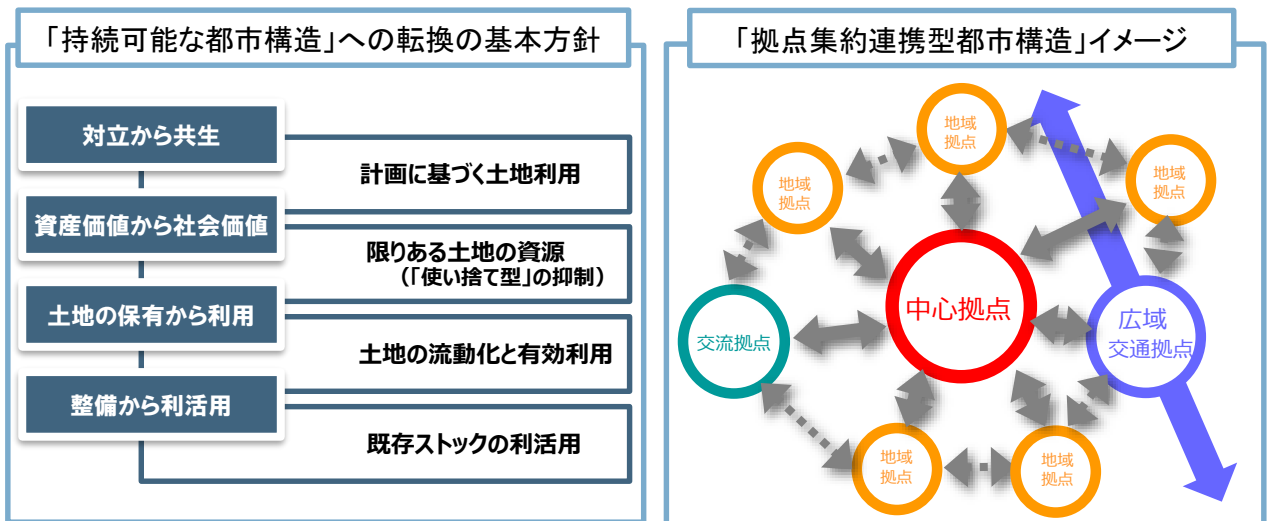 「持続可能な都市構造」への転換の基本方針
対立から共生
計画に基づく土地利用
資産価値から社会価値
限りある土地の資源
(「使い捨て型」の抑制)
土地の保有から利用
土地の流動化と有効利用
整備から利活用
既存ストックの利活用
「拠点集約連携型都市構造」イメージ
地域
拠点
地域
拠点
地域
拠点
中心拠点
広域
交通拠点
交流拠点
地域
拠点
地域
拠点